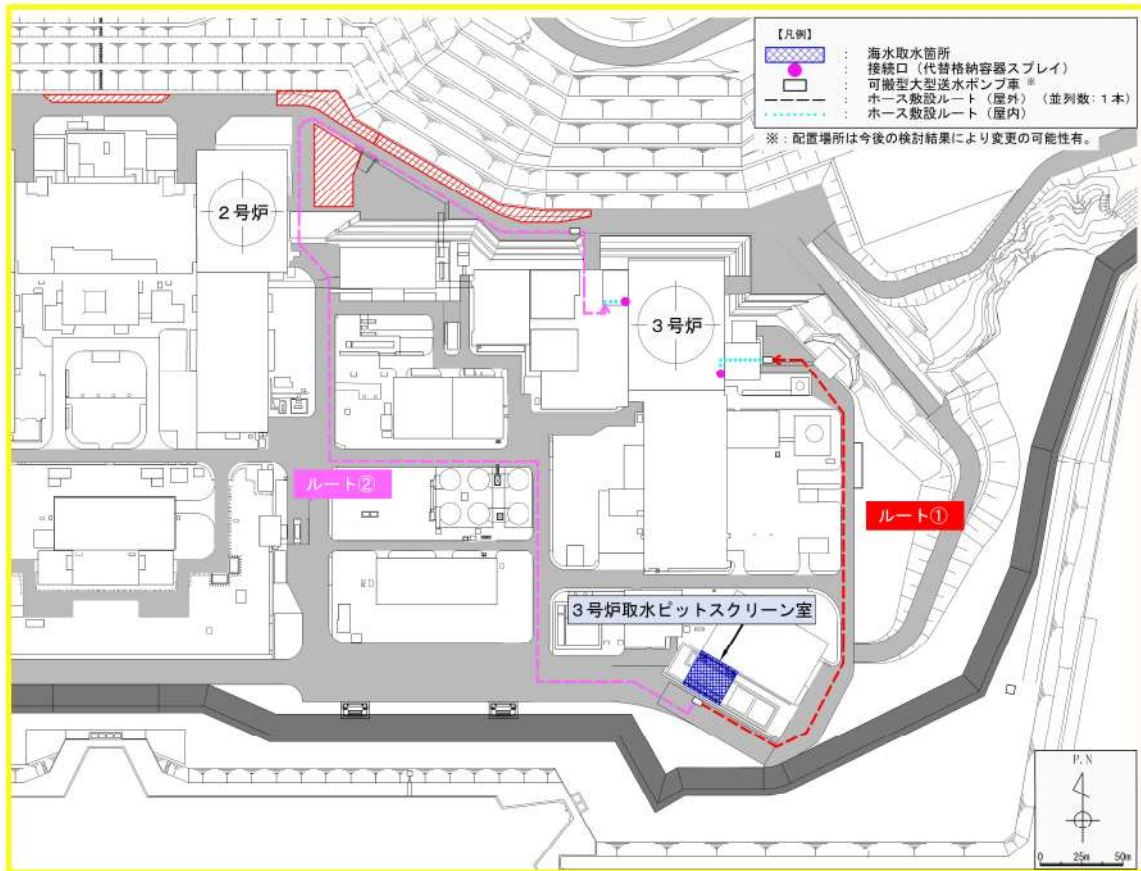 【凡例】
： 海水取水箇所
： 接続口（代替格納容器スプレイ）
： 可搬型大型送水ポンプ車 ※
： ホース敷設ルート（屋外）（並列数：1本）
： ホース敷設ルート（屋内）
※：配置場所は今後の検討結果により変更の可能性有。
2号炉
3号炉
ルート②
ルート①
3号炉取水ピットスクリーン室
P.N
0 25m 50m